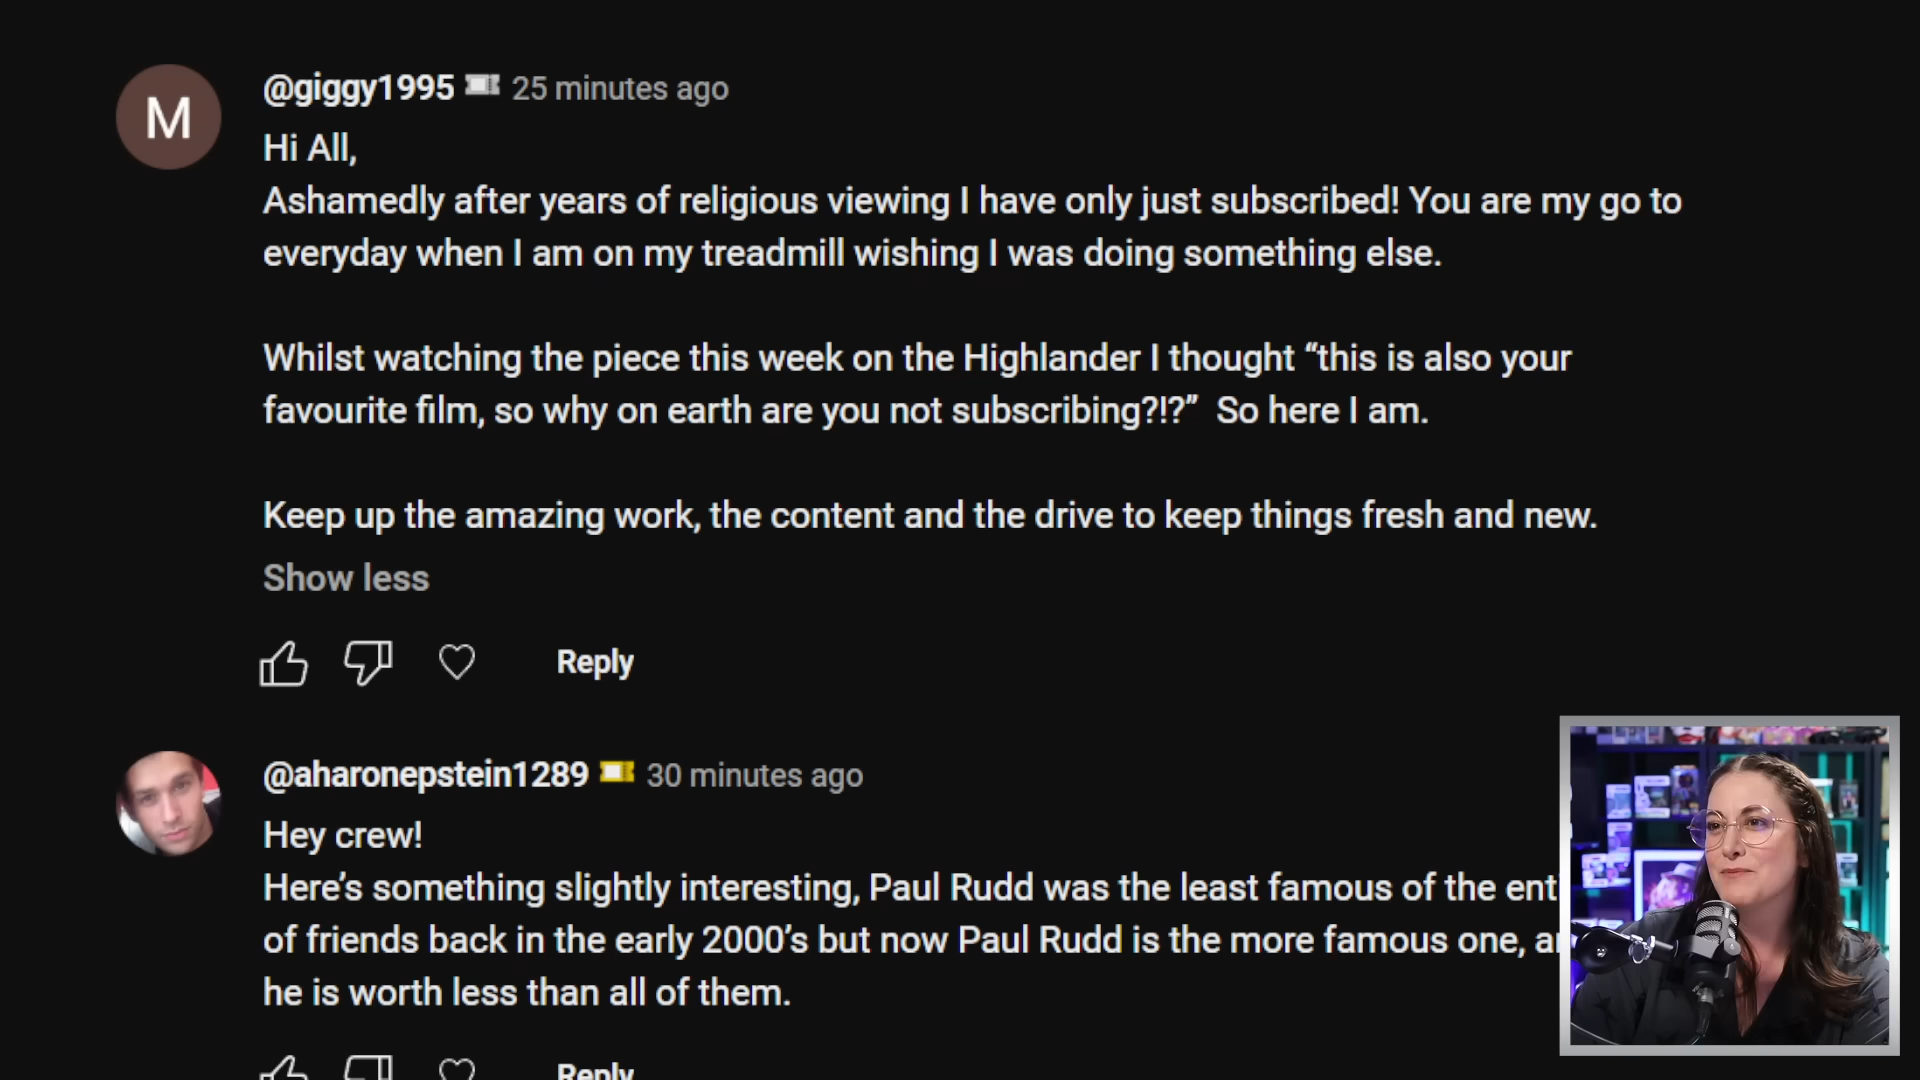 M
@giggy1995 25 minutes ago
Hi All,
Ashamedly after years of religious viewing I have only just subscribed! You are my go to
everyday when I am on my treadmill wishing I was doing something else.
Whilst watching the piece this week on the Highlander I thought “this is also your
favourite film, so why on earth are you not subscribing?!?” So here I am.
Keep up the amazing work, the content and the drive to keep things fresh and new.
Show less
Reply
@aharonepstein1289 30 minutes ago
Hey crew!
Here’s something slightly interesting, Paul Rudd was the least famous of the
of friends back in the early 2000’s but now Paul Rudd is the more famous one,
he is worth less than all of them.
Reply